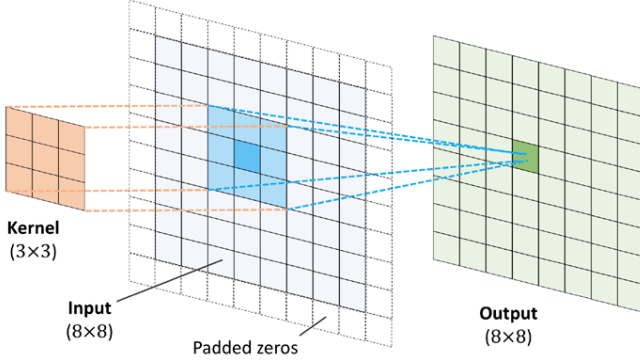 Kernel
(3×3)
Input
(8×8)
Padded zeros
Output
(8×8)